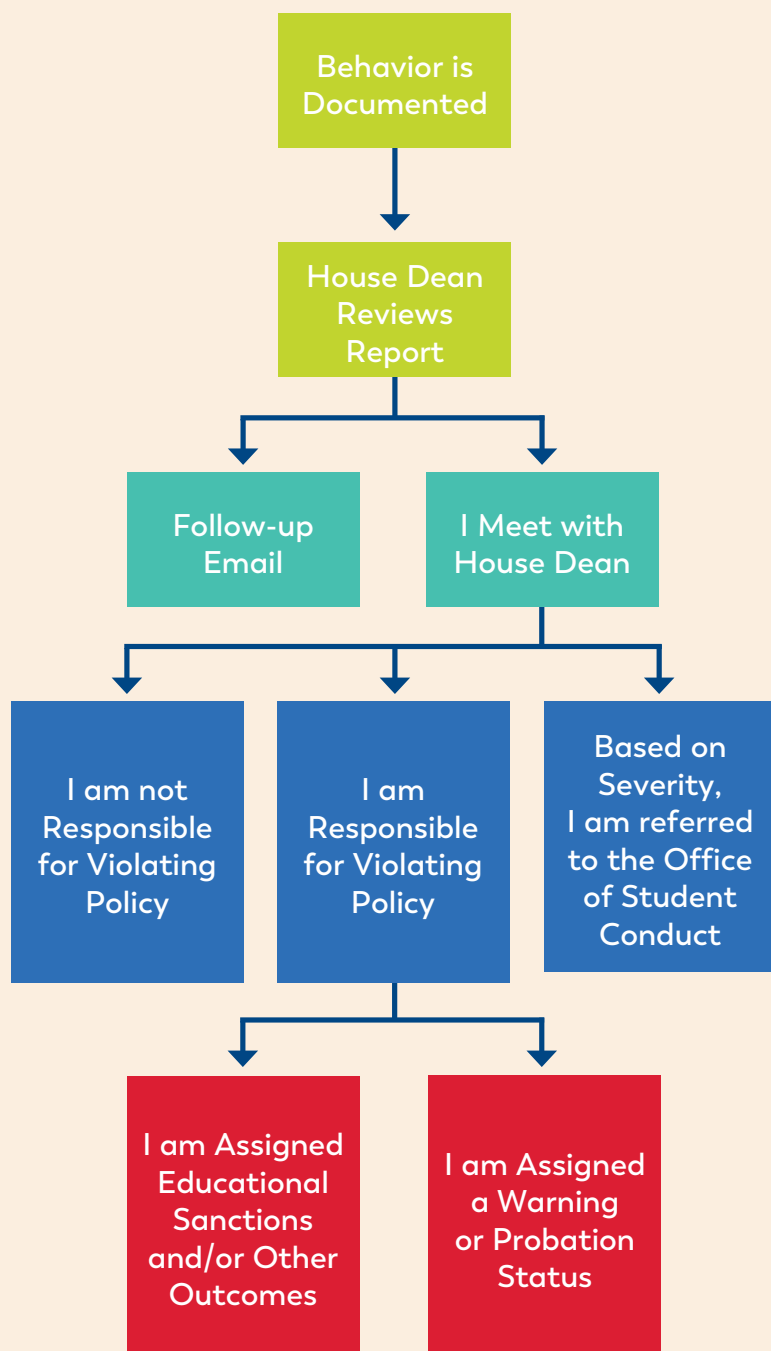 Behavior is
Documented
House Dean
Reviews
Report
Follow-up
Email
I Meet with
House Dean
I am not
Responsible
for Violating
Policy
I am
Responsible
for Violating
Policy
Based on
Severity,
I am referred
to the Office
of Student
Conduct
I am Assigned
Educational
Sanctions
and/or Other
Outcomes
I am Assigned
a Warning
or Probation
Status